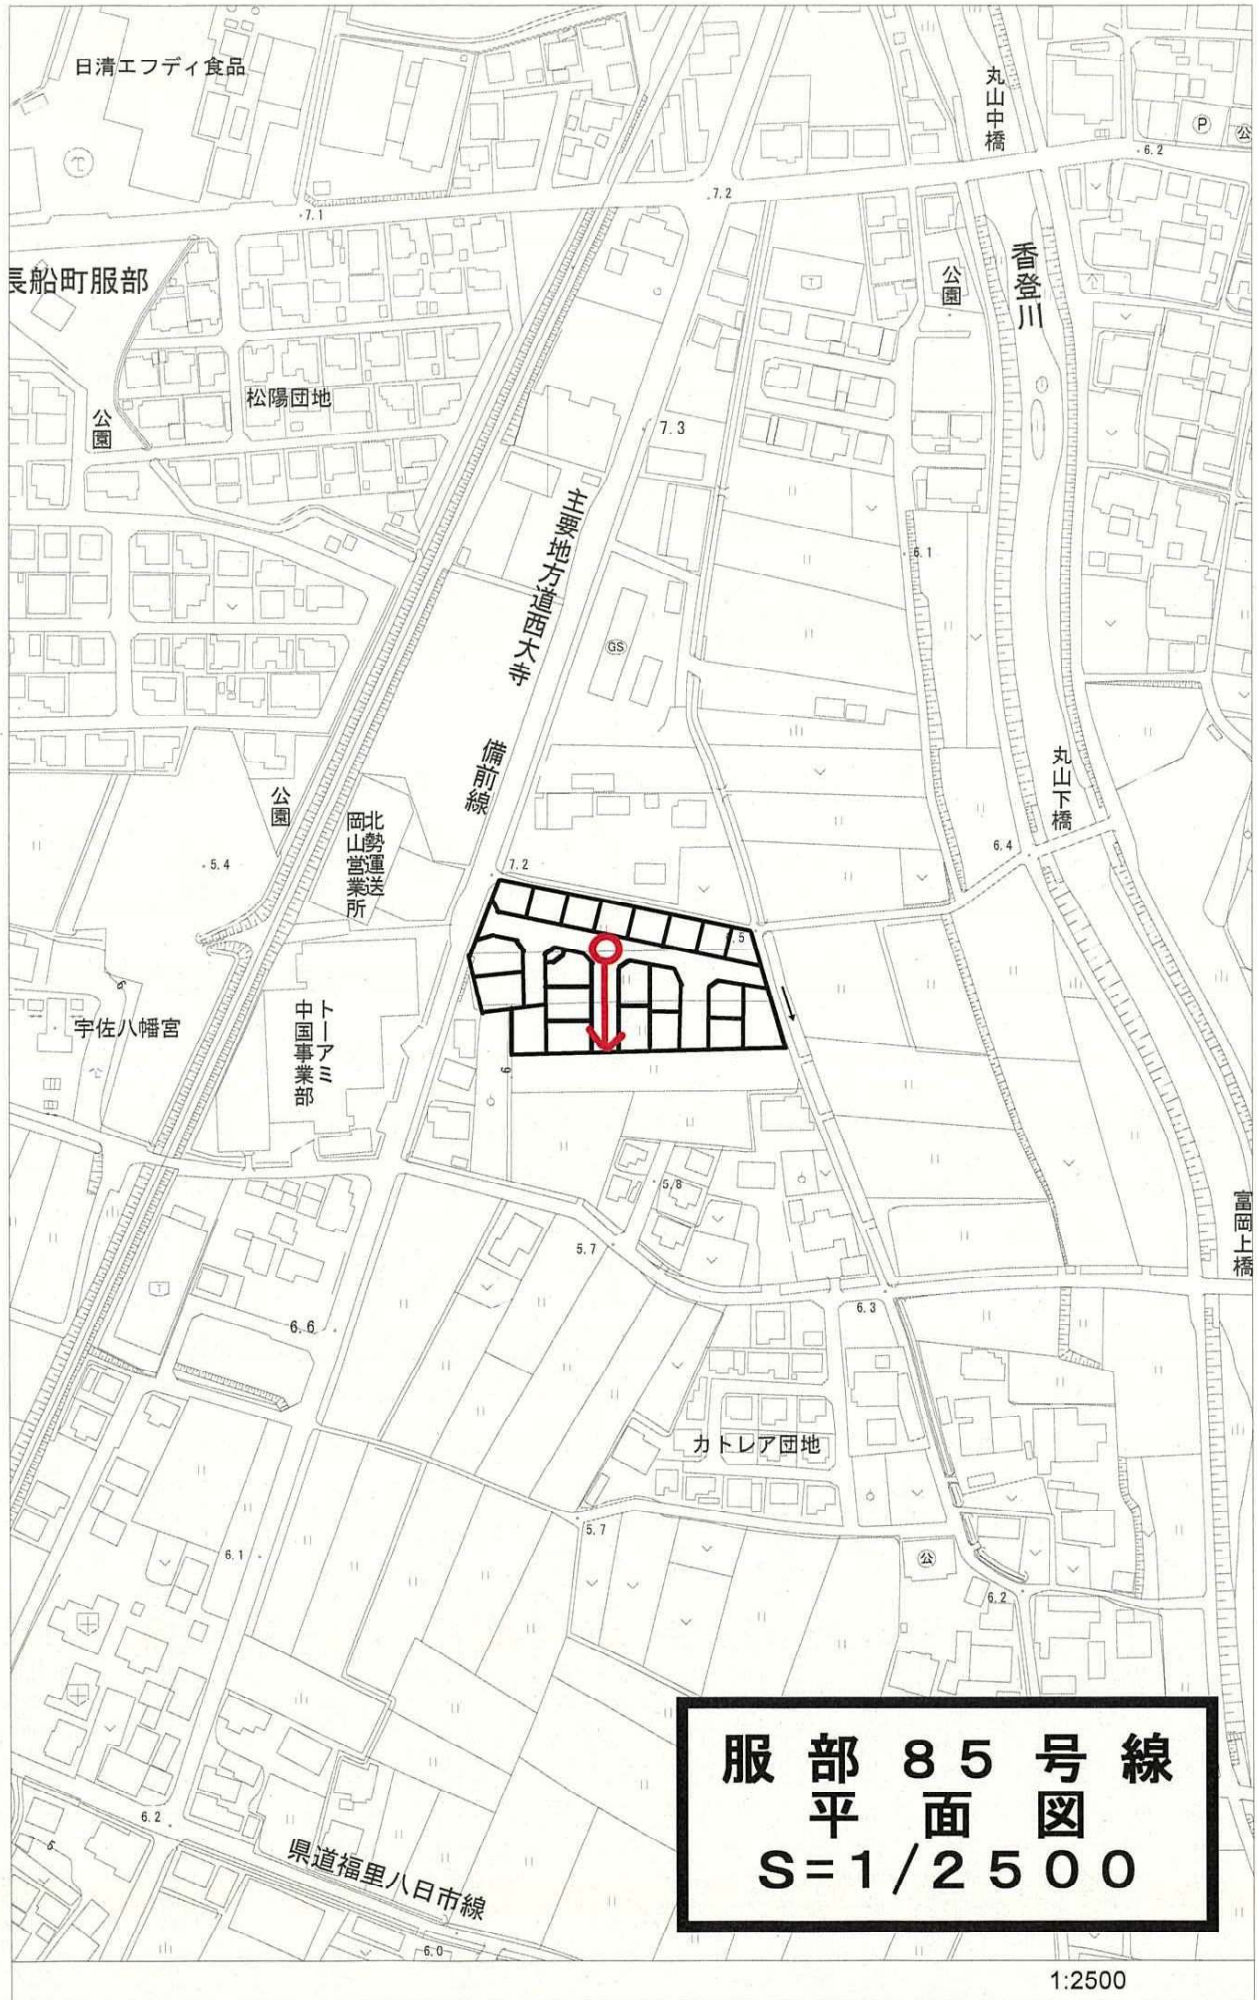 日清エフディ食品
丸山中橋
P
公
6.2
7.2
7.1
長船町服部
公園
香登川
松陽団地
公園
7.3
主要地方道西大寺
6.1
GS
備前線
丸山下橋
公園
北勢運送
岡山営業所
5.4
6.4
7.2
.5
宇佐八幡宮
トーアミ
中国事業部
6
6
5.8
富岡上橋
5.7
6.3
6.6
カトレア団地
5.7
6.1
公
6.2
服部85号線
平面図
S=1/2500
6.2
県道福里八日市線
6.0
1:2500